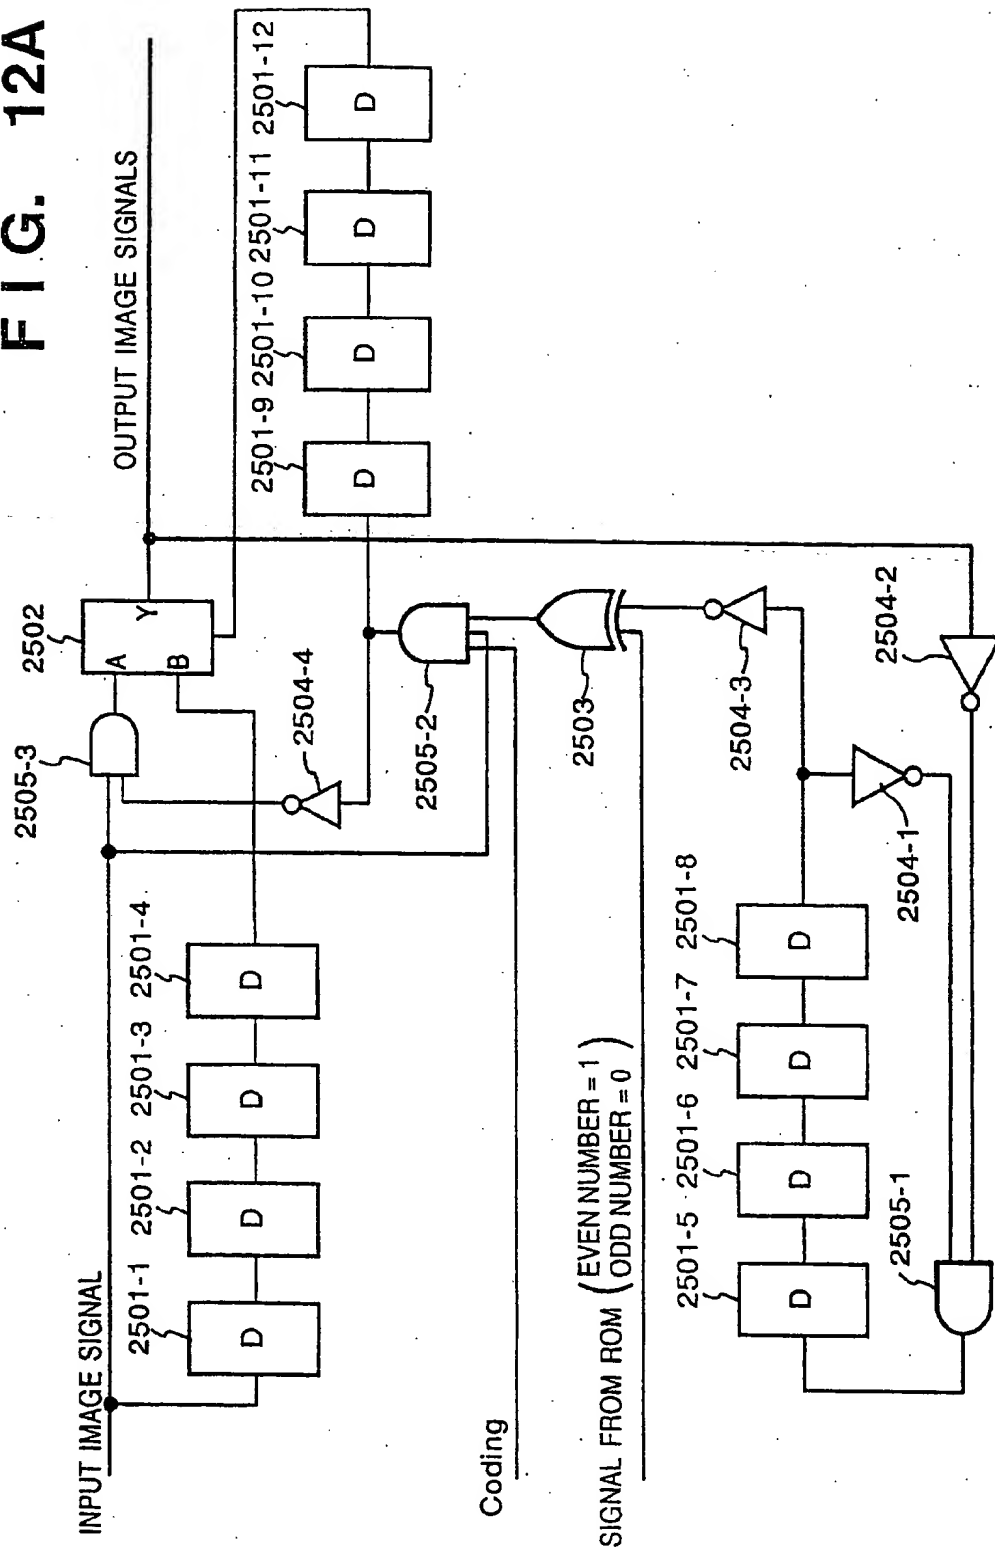 FIG. 12A
INPUT IMAGE SIGNAL
OUTPUT IMAGE SIGNALS
2505-3
2502
A
B
Y
2501-1
2501-2
2501-3
2501-4
D
D
D
D
2504-4
2501-9
2501-10
2501-11
2501-12
D
D
D
D
Coding
2505-2
SIGNAL FROM ROM
(EVEN NUMBER = 1
ODD NUMBER = 0)
2503
2504-3
2504-2
2501-5
2501-6
2501-7
2501-8
D
D
D
D
2504-1
2505-1